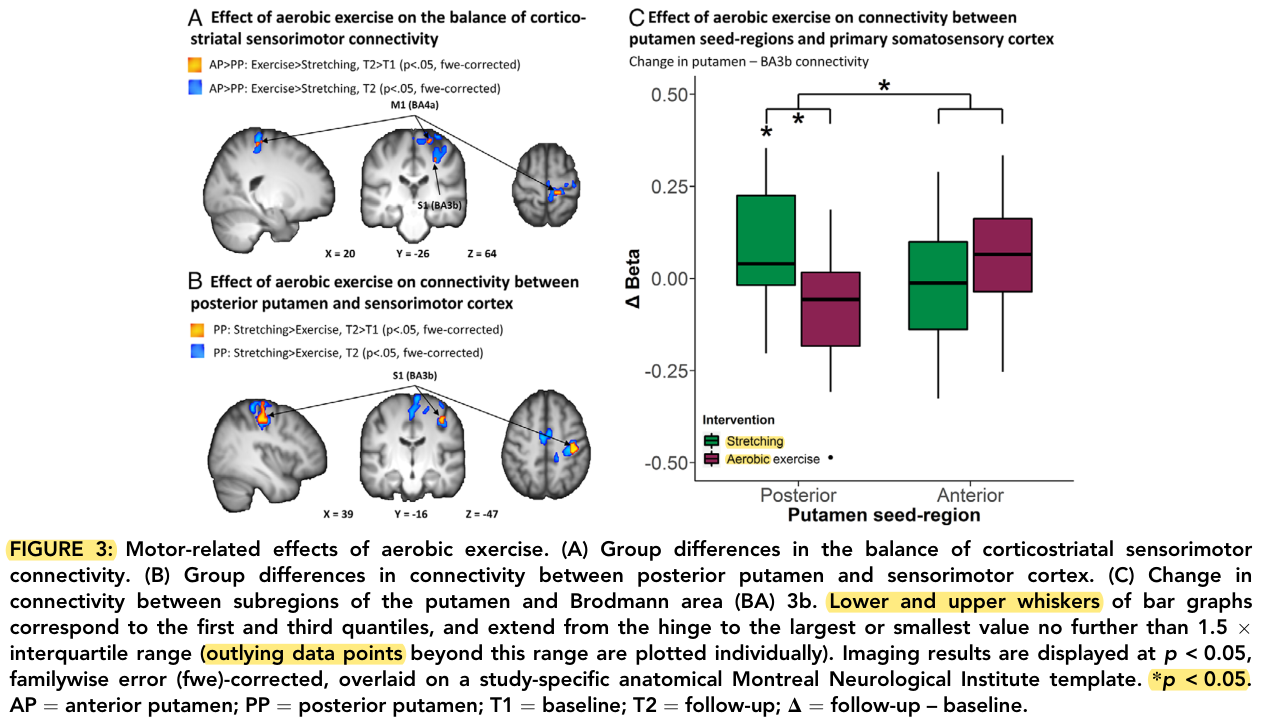 A Effect of aerobic exercise on the balance of cortico-
striatal sensorimotor connectivity
AP>PP: Exercise>Stretching, T2>T1 (p<.05, fwe-corrected)
AP>PP: Exercise>Stretching, T2 (p<.05, fwe-corrected)
M1 (BA4a)
S1 (BA3b)
X = 20 Y = -26 Z = 64
B Effect of aerobic exercise on connectivity between
posterior putamen and sensorimotor cortex
PP: Stretching>Exercise, T2>T1 (p<.05, fwe-corrected)
PP: Stretching>Exercise, T2 (p<.05, fwe-corrected)
S1 (BA3b)
X = 39 Y = -16 Z = -47
C Effect of aerobic exercise on connectivity between
putamen seed-regions and primary somatosensory cortex
Change in putamen – BA3b connectivity
0.50
0.25
0.00
-0.25
-0.50
Δ Beta
*
*
*
Intervention
Stretching
Aerobic exercise
Posterior Anterior
Putamen seed-region
FIGURE 3: Motor-related effects of aerobic exercise. (A) Group differences in the balance of corticostriatal sensorimotor
connectivity. (B) Group differences in connectivity between posterior putamen and sensorimotor cortex. (C) Change in
connectivity between subregions of the putamen and Brodmann area (BA) 3b. Lower and upper whiskers of bar graphs
correspond to the first and third quantiles, and extend from the hinge to the largest or smallest value no further than 1.5 ×
interquartile range (outlying data points beyond this range are plotted individually). Imaging results are displayed at p < 0.05,
familywise error (fwe)-corrected, overlaid on a study-specific anatomical Montreal Neurological Institute template. *p < 0.05.
AP = anterior putamen; PP = posterior putamen; T1 = baseline; T2 = follow-up; Δ = follow-up – baseline.